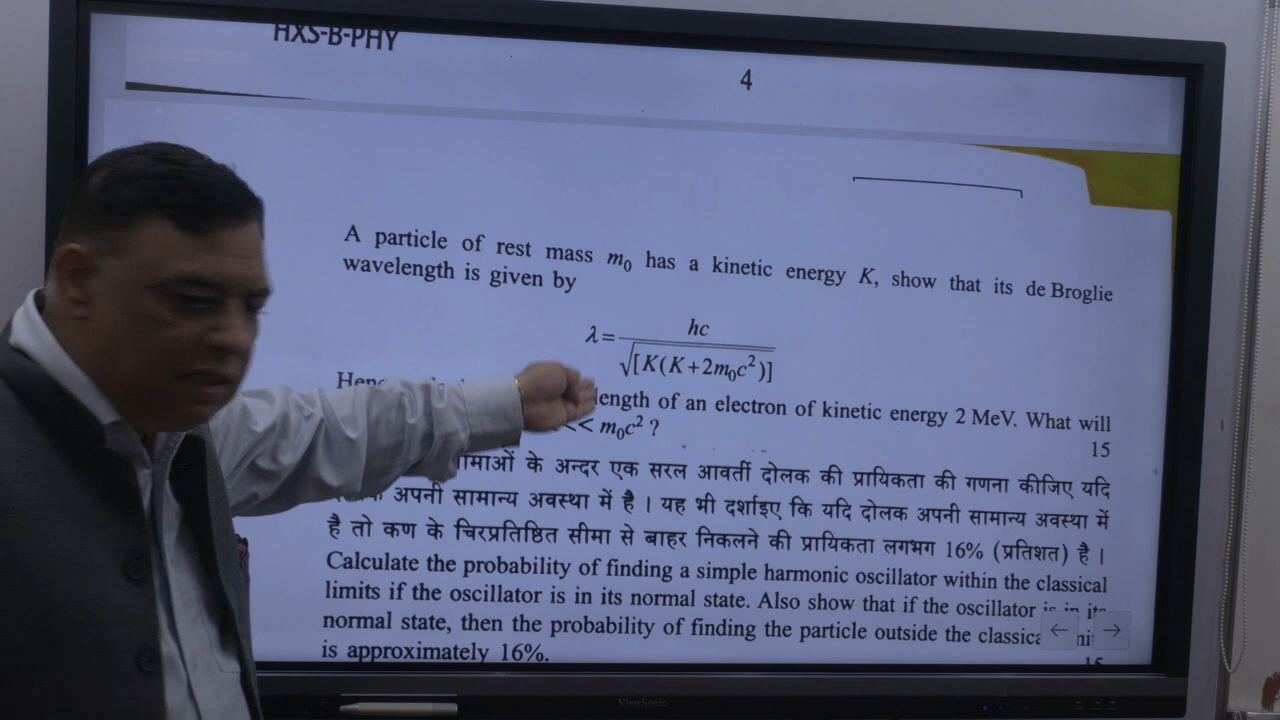 HXS-B-PHY
4
A particle of rest mass m₀ has a kinetic energy K, show that its de Broglie
wavelength is given by
λ = hc / √[K(K+2m₀c²)]
length of an electron of kinetic energy 2 MeV. What will
<< m₀c² ?
15
के अन्दर एक सरल आवर्ती दोलक की प्रायिकता की गणना कीजिए यदि
अपनी सामान्य अवस्था में है । यह भी दर्शाइए कि यदि दोलक अपनी सामान्य अवस्था में
है तो कण के चिरप्रतिष्ठित सीमा से बाहर निकलने की प्रायिकता लगभग 16% (प्रतिशत) है ।
Calculate the probability of finding a simple harmonic oscillator within the classical
limits if the oscillator is in its normal state. Also show that if the oscillator is in its
normal state, then the probability of finding the particle outside the
is approximately 16%.
15
ViewSonic